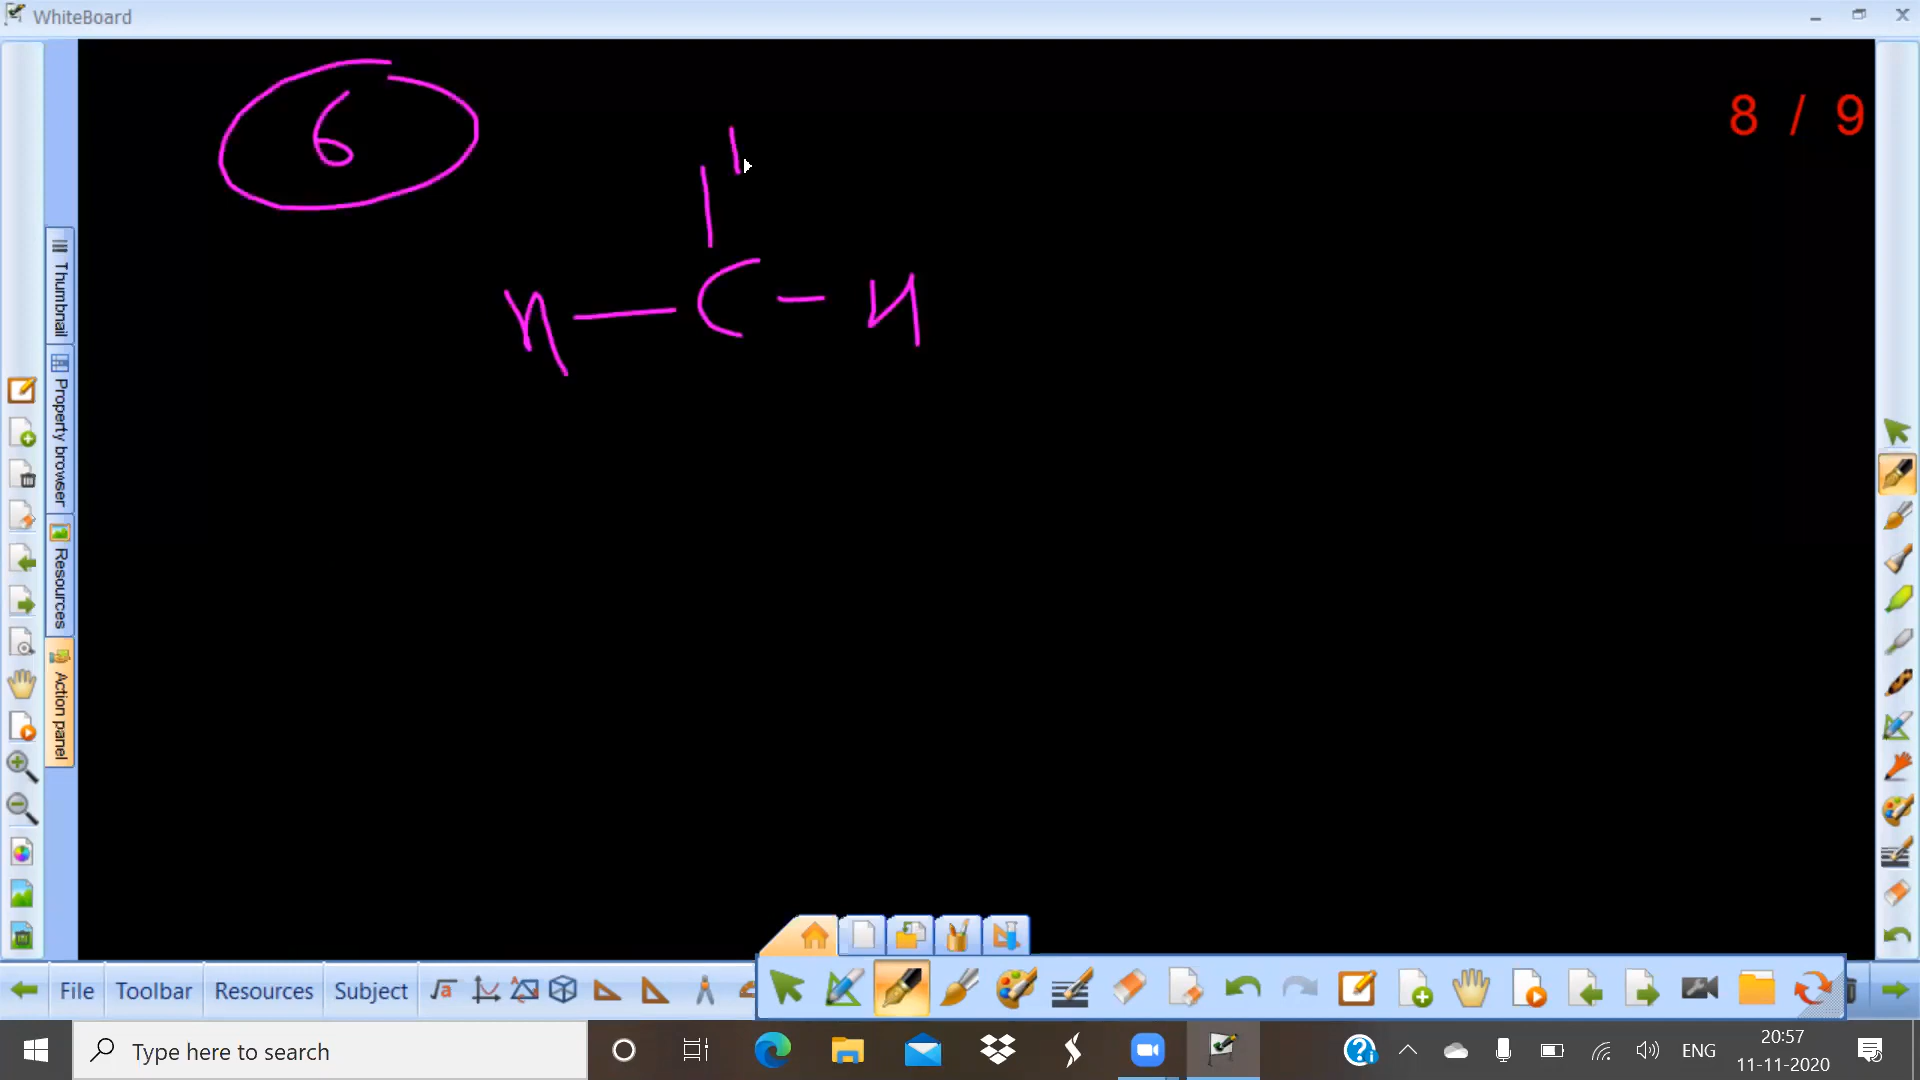 WhiteBoard
6
8 / 9
H — C — H
Thumbnail
Property browser
Resources
Action panel
File Toolbar Resources Subject
Type here to search
ENG
20:57
11-11-2020